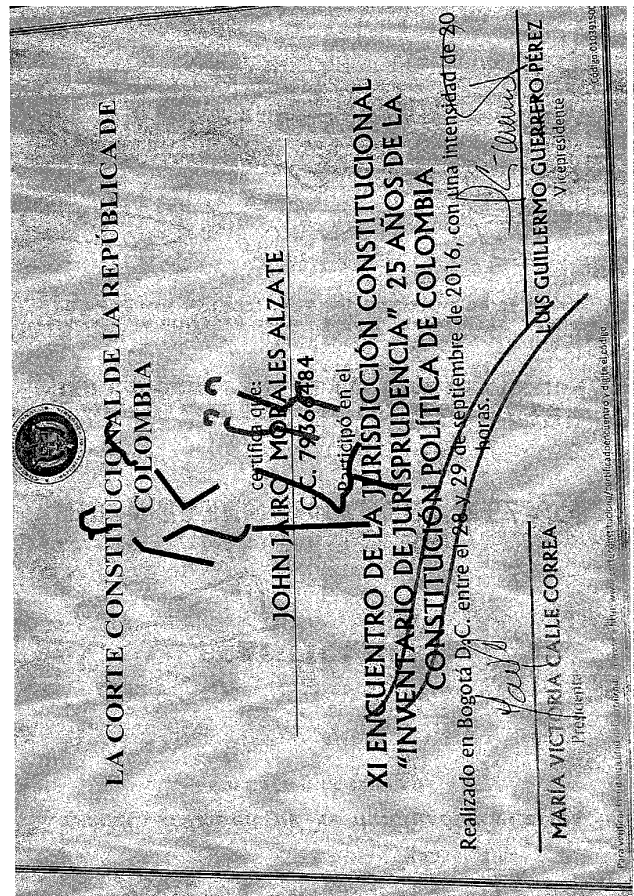 LA CORTE CONSTITUCIONAL DE LA REPÚBLICA DE
COLOMBIA
certifica que:
JOHN JAIRO MORALES ALZATE
C.C. 79366484
Participó en el
XI ENCUENTRO DE LA JURISDICCIÓN CONSTITUCIONAL
"INVENTARIO DE JURISPRUDENCIA" 25 AÑOS DE LA
CONSTITUCIÓN POLÍTICA DE COLOMBIA
Realizado en Bogotá D.C. entre el 28 y 29 de septiembre de 2016, con una intensidad de 20
horas.
MARÍA VICTORIA CALLE CORREA
Presidenta
LUIS GUILLERMO GUERRERO PÉREZ
Vicepresidente